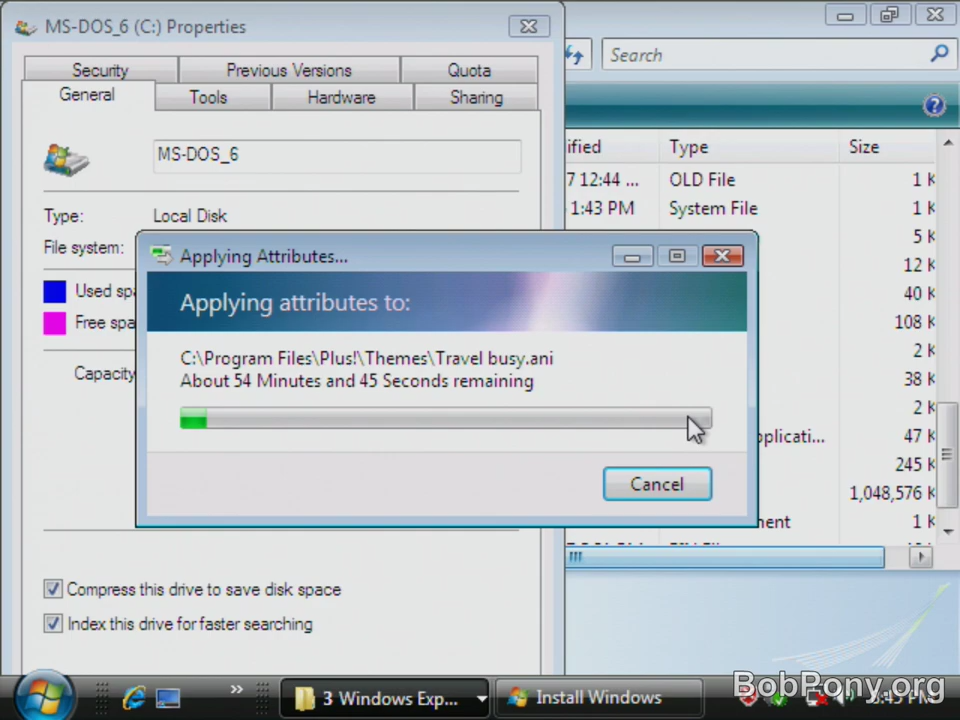 MS-DOS_6 (C:) Properties
Security
Previous Versions
Quota
General
Tools
Hardware
Sharing
MS-DOS_6
Type:
Local Disk
File system:
Used spa
Free spa
Capacity
Compress this drive to save disk space
Index this drive for faster searching
Search
ified
Type
Size
7 12:44 ...
OLD File
1 K
1:43 PM
System File
1 K
5 K
12 K
40 K
108 K
2 K
38 K
2 K
plicati...
47 K
245 K
1,048,576 K
ment
1 K
Applying Attributes...
Applying attributes to:
C:\Program Files\Plus!\Themes\Travel busy.ani
About 54 Minutes and 45 Seconds remaining
Cancel
3 Windows Exp...
Install Windows
BobPony.org